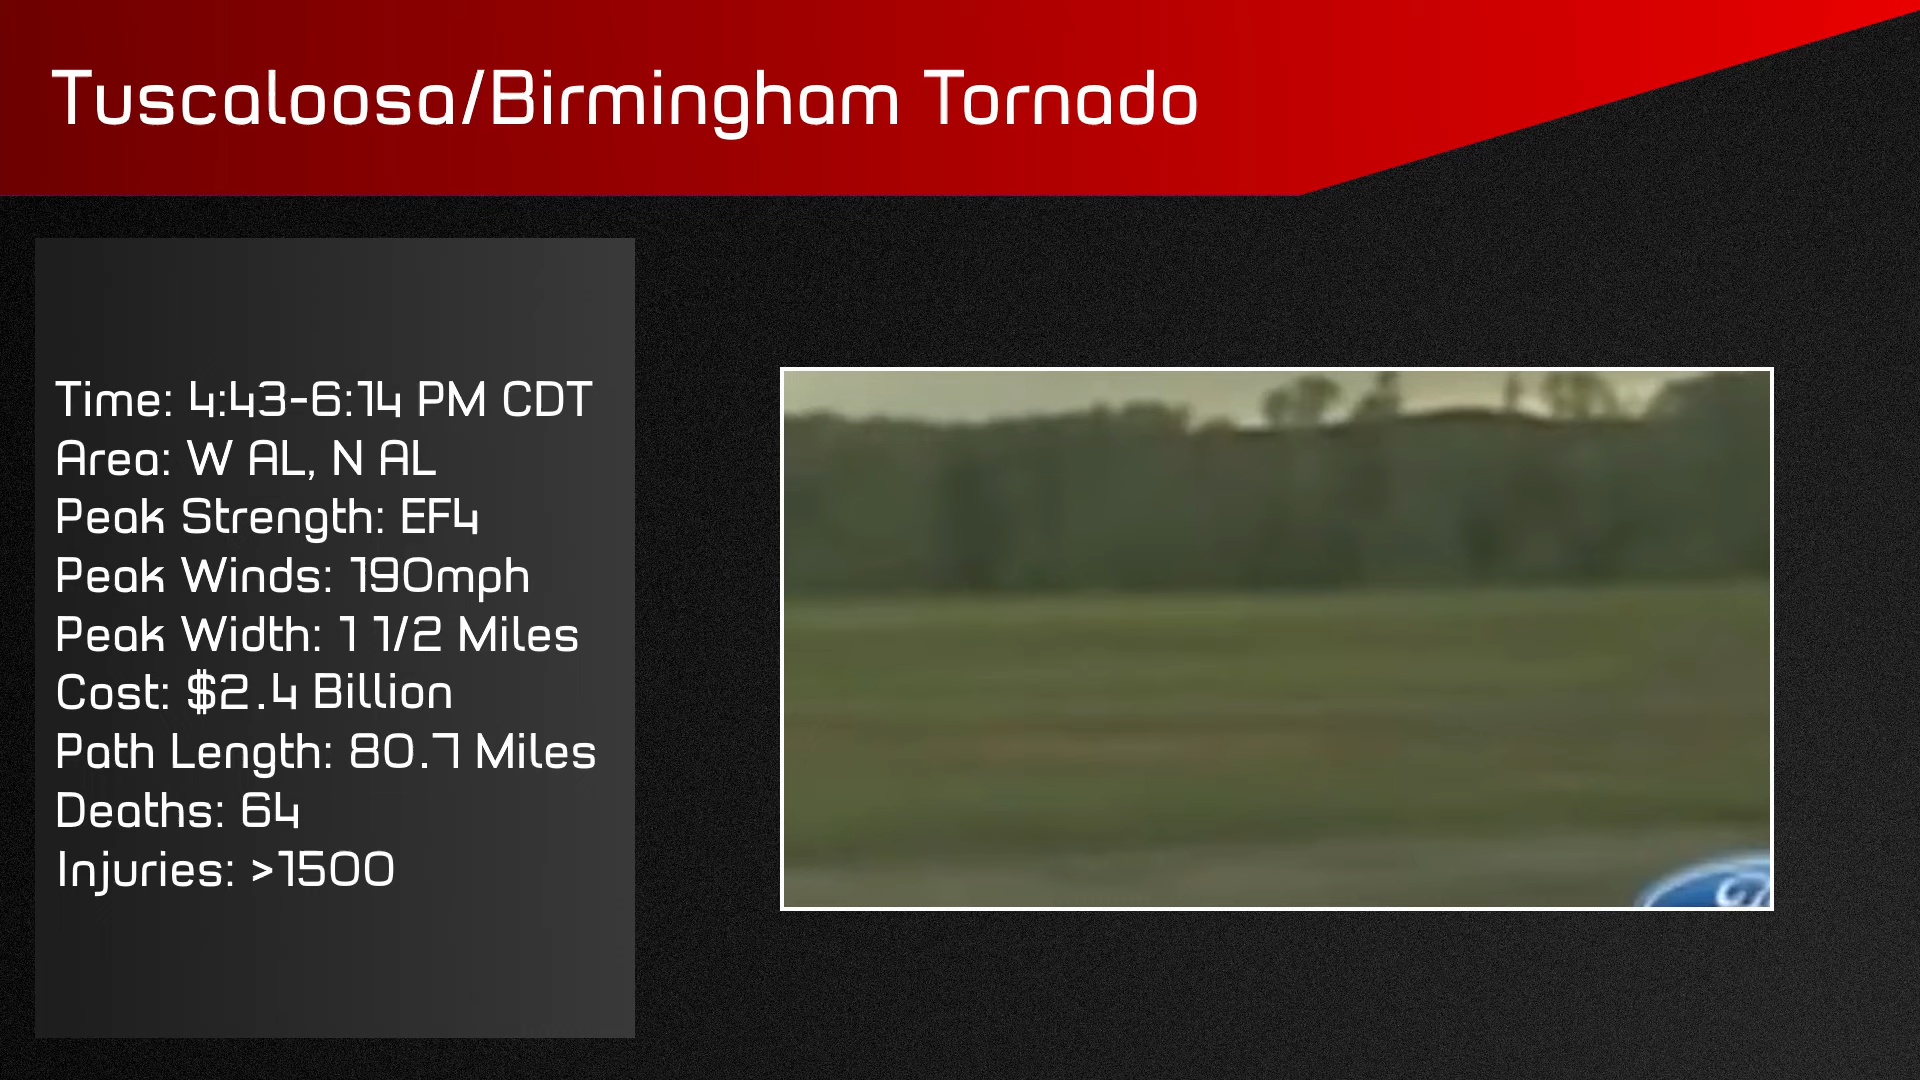 Tuscaloosa/Birmingham Tornado
Time: 4:43-6:14 PM CDT
Area: W AL, N AL
Peak Strength: EF4
Peak Winds: 190mph
Peak Width: 1 1/2 Miles
Cost: $2.4 Billion
Path Length: 80.7 Miles
Deaths: 64
Injuries: >1500